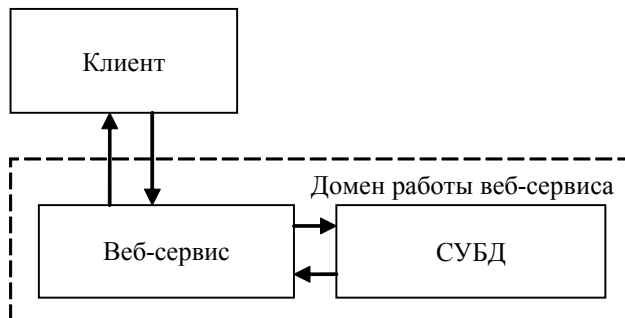 Клиент
Домен работы веб-сервиса
Веб-сервис
СУБД